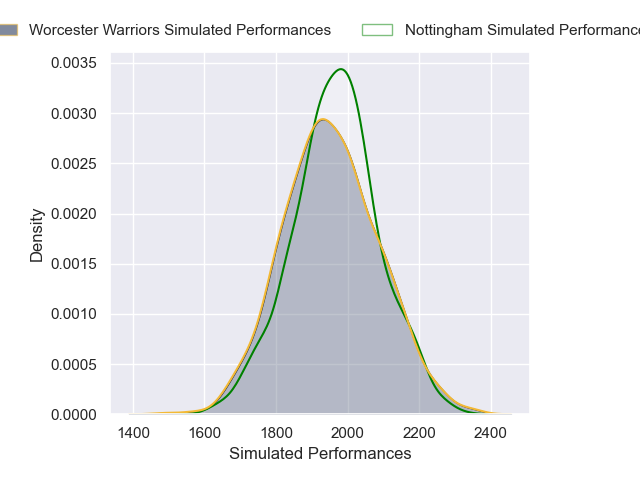 Worcester Warriors Simulated Performances Nottingham Simulated Performance
0.0035
0.0030
0.0025
0.0020
0.0015
0.0010
0.0005
0.0000
Density
1400 1600 1800 2000 2200 2400
Simulated Performances